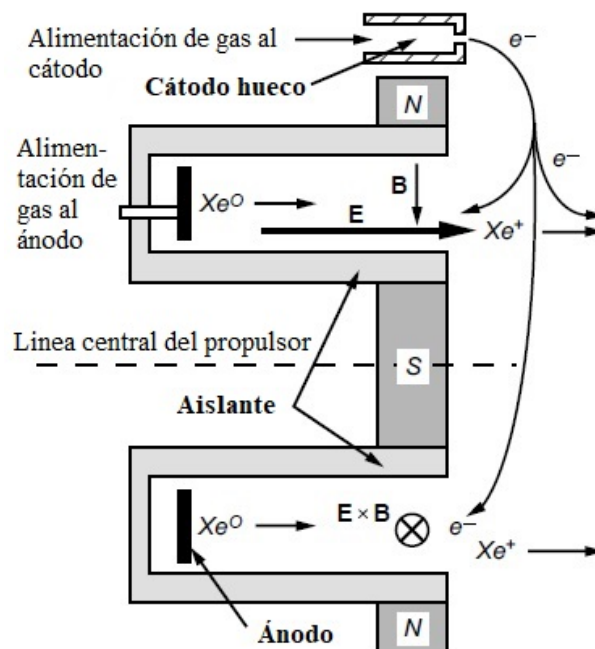 Alimentación de gas al
cátodo
e–
Cátodo hueco
N
Alimen-
tación de
gas al
ánodo
e–
B
Xeᴼ
E
Xe⁺
Linea central del propulsor
S
Aislante
E × B
Xeᴼ
e–
Xe⁺
Ánodo
N